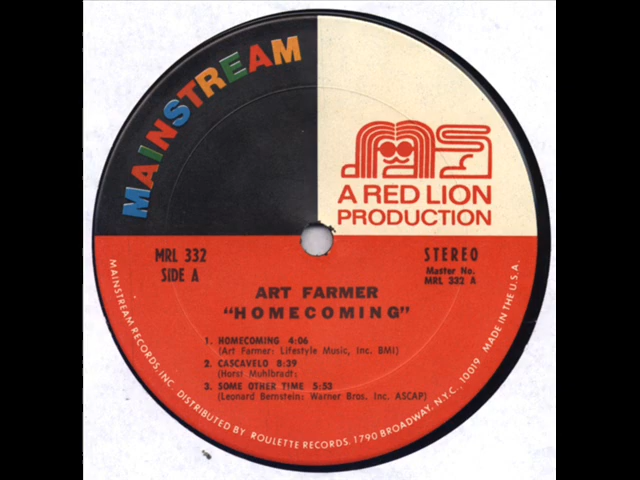 MAINSTREAM
A RED LION
PRODUCTION
MRL 332
SIDE A
STEREO
Master No.
MRL 332 A
ART FARMER
"HOMECOMING"
1. HOMECOMING 4:06
(Art Farmer: Lifestyle Music, Inc. BMI)
2. CASCAVELO 8:39
(Horst Muhlbradt;
3. SOME OTHER TIME 5:53
(Leonard Bernstein: Warner Bros. Inc. ASCAP)
MAINSTREAM RECORDS, INC. DISTRIBUTED BY ROULETTE RECORDS, 1790 BROADWAY, N.Y.C., 10019 MADE IN THE U.S.A.